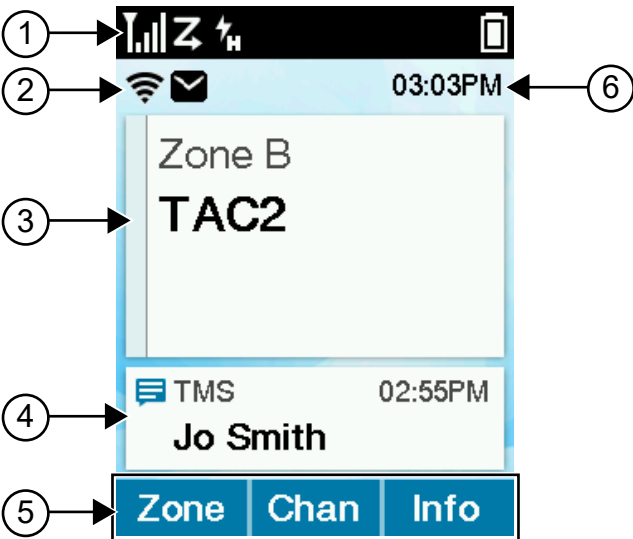 1
Z H
2
03:03PM
6
Zone B
3
TAC2
TMS
02:55PM
4
Jo Smith
5
Zone Chan Info